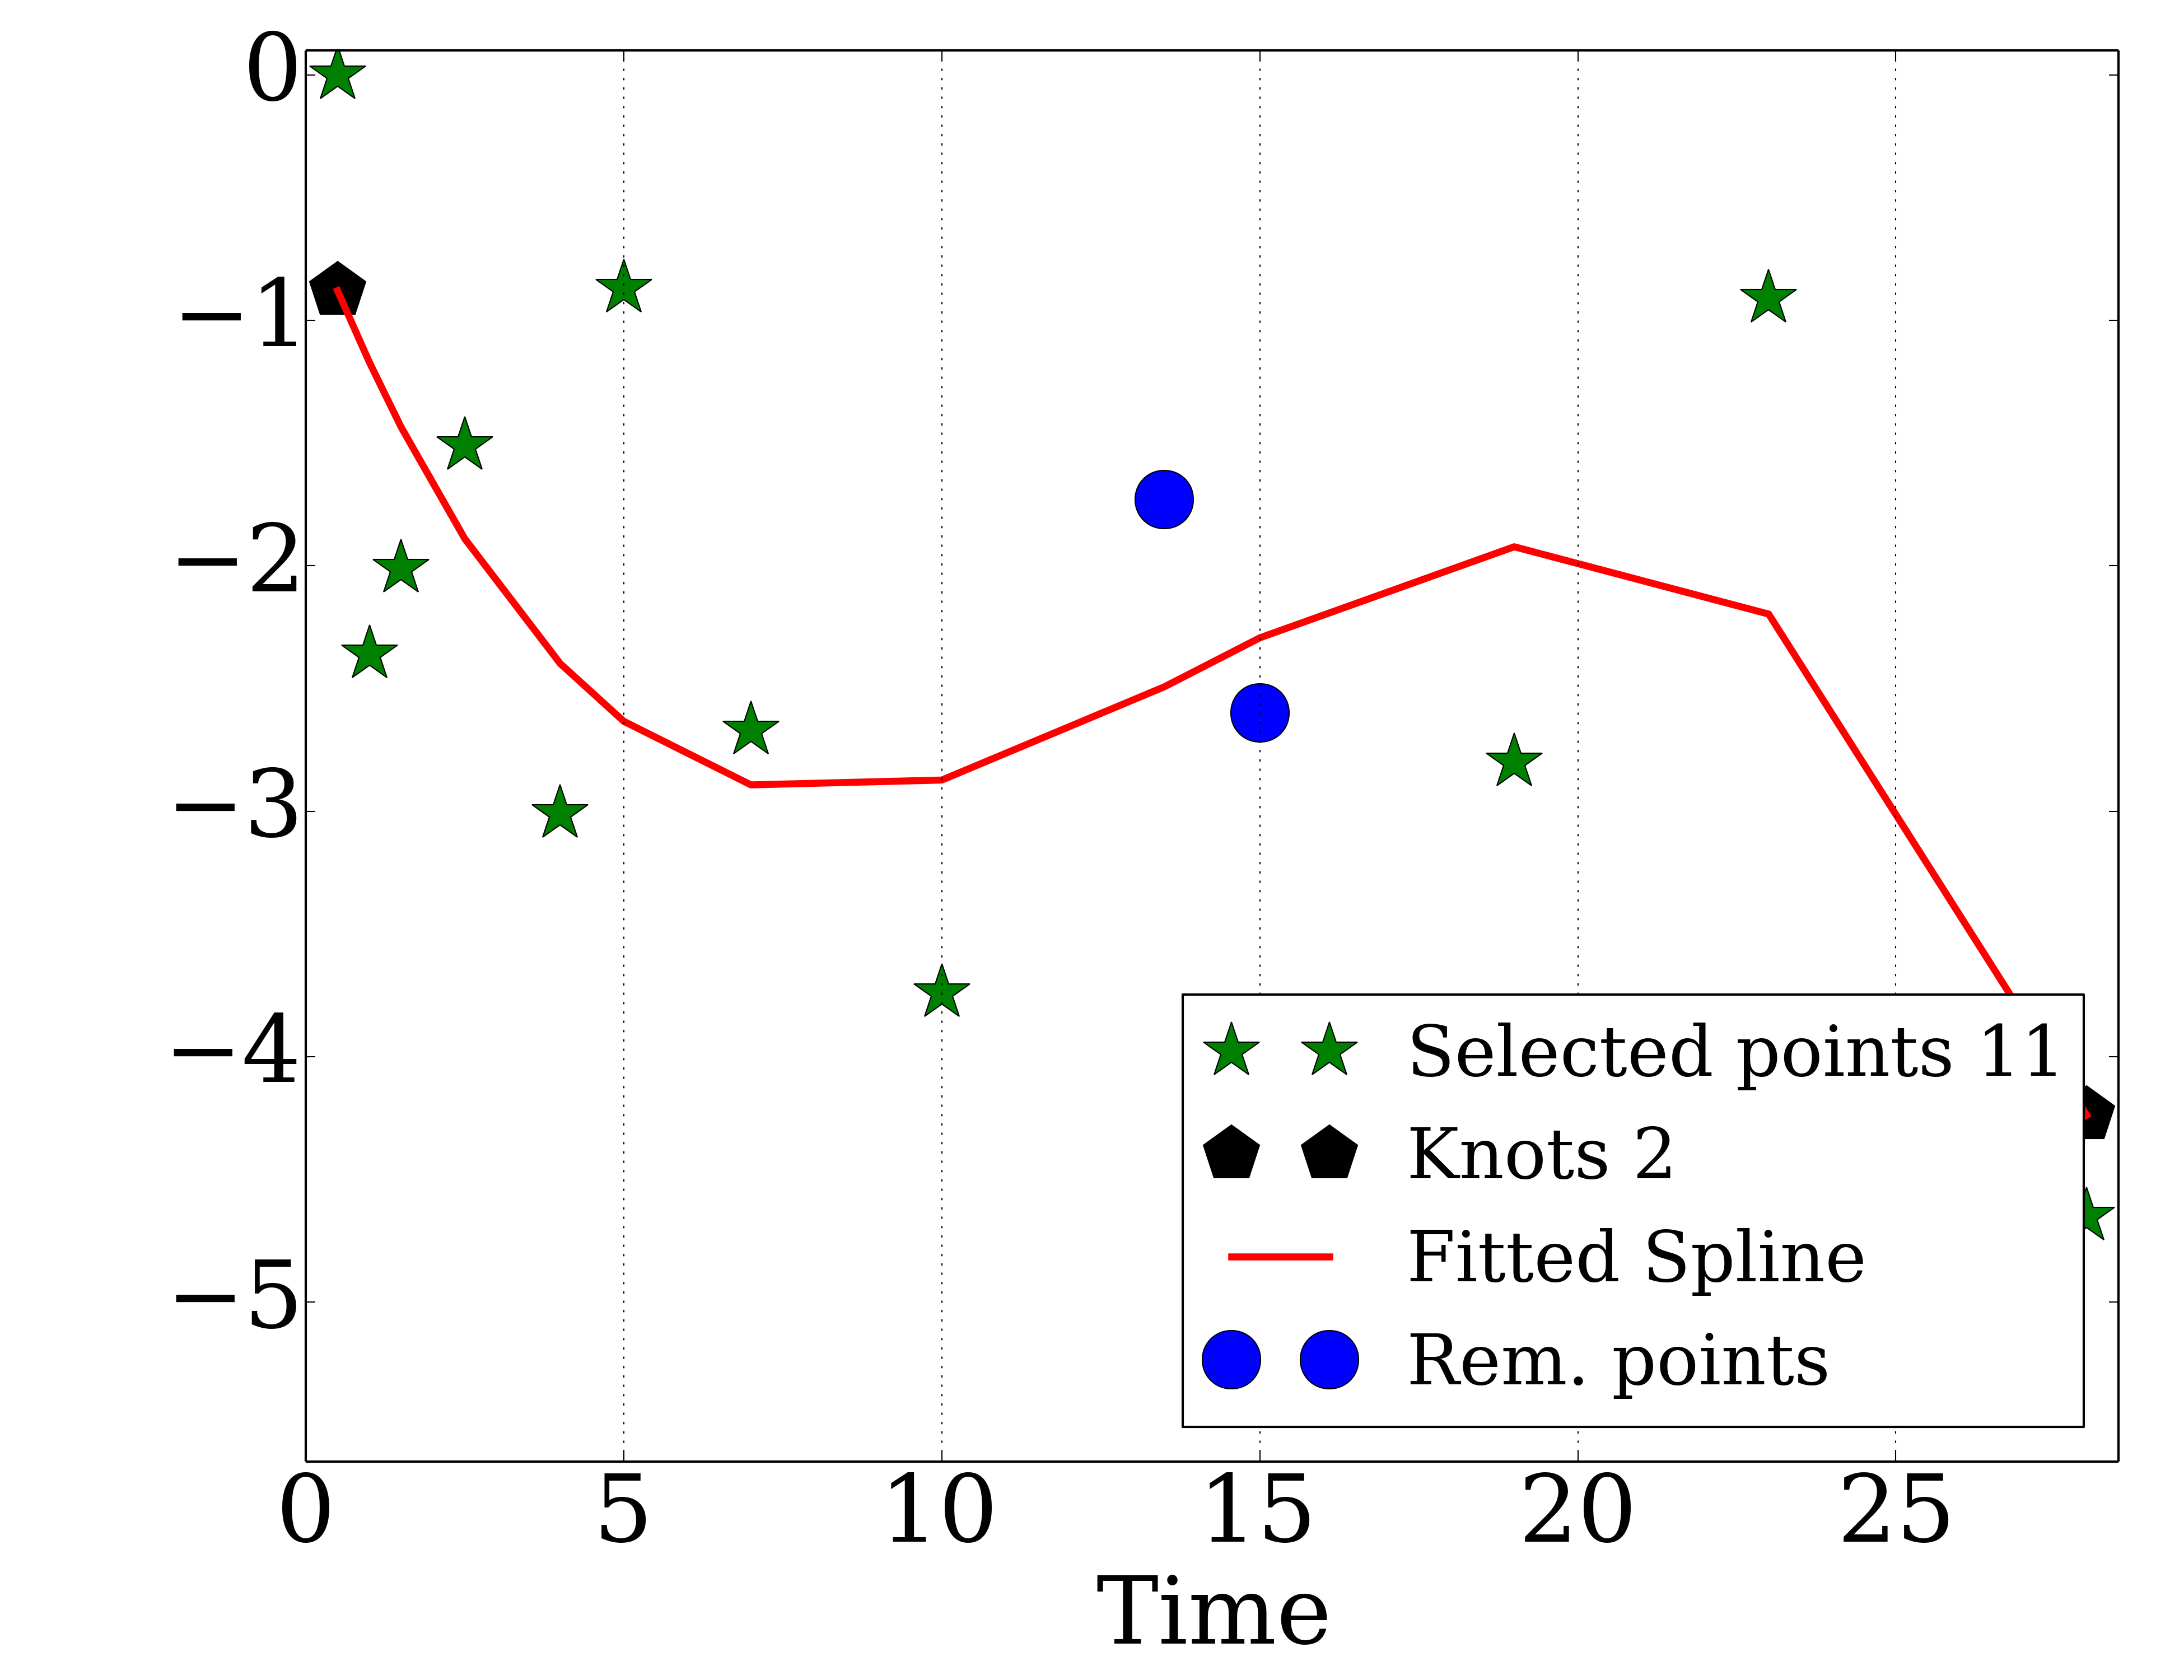 0
−1
−2
−3
−4
−5
Selected points 11
Knots 2
Fitted Spline
Rem. points
0 5 10 15 20 25
Time